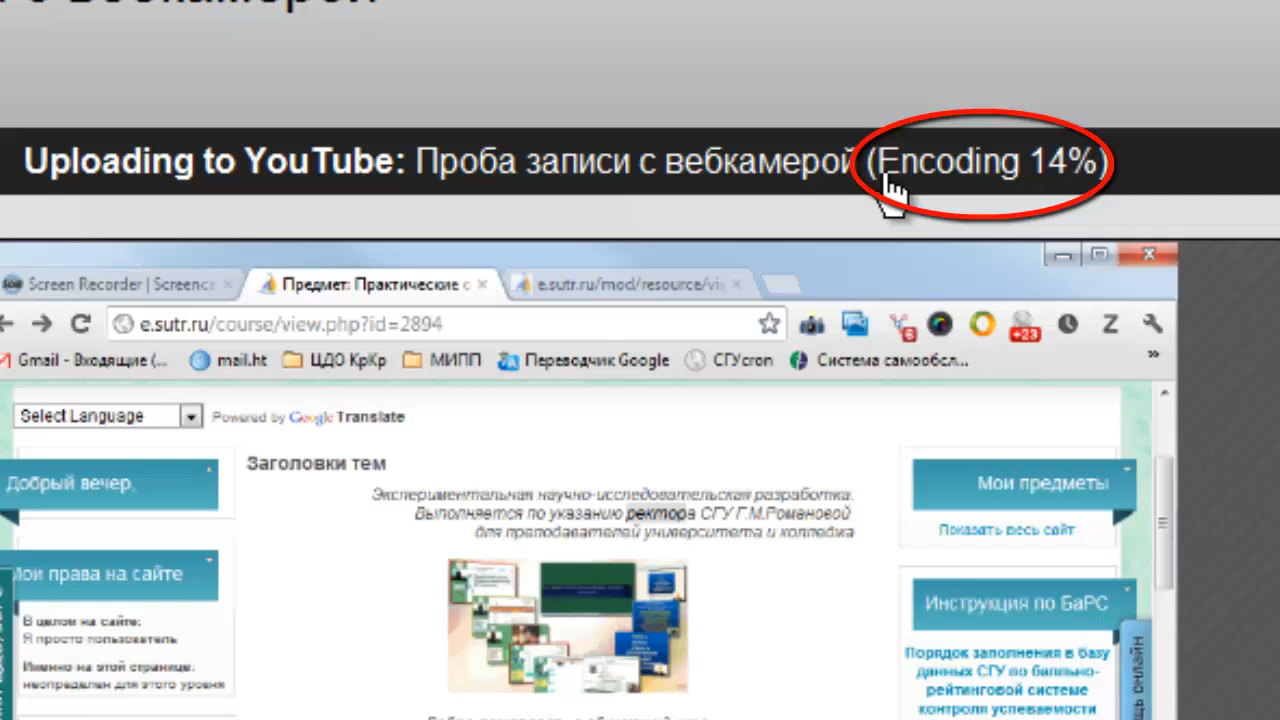 Uploading to YouTube: Проба записи с вебкамерой (Encoding 14%)
Screen Recorder | Screenca
Предмет: Практические с
e.sutr.ru/mod/resource/vi
e.sutr.ru/course/view.php?id=2894
6
+23
Z
Gmail - Входящие (...
mail.ht
ЦДО КрКр
МИПП
Переводчик Google
СГУcron
Система самообсл...
»
Select Language
Powered by Google Translate
Добрый вечер,
Заголовки тем
Мои предметы
Экспериментальная научно-исследовательская разработка.
Выполняется по указанию ректора СГУ Г.М.Романовой
для преподавателей университета и колледжа
Показать весь сайт
Мои права на сайте
В целом на сайте:
Я просто пользователь
Именно на этой странице:
неопределен для этого уровня
Инструкция по БаРС
Порядок заполнения в базу
данных СГУ по балльно-
рейтинговой системе
контроля успеваемости
онлайн